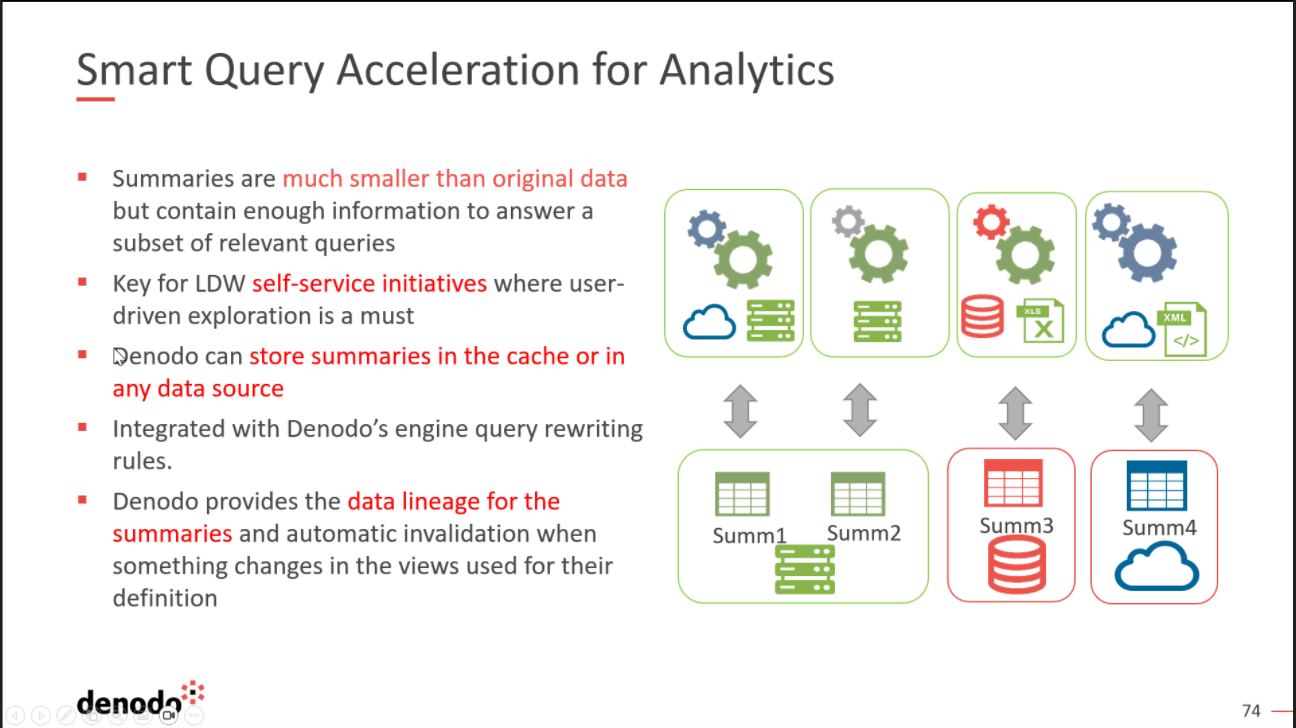 Smart Query Acceleration for Analytics
Summaries are much smaller than original data
but contain enough information to answer a
subset of relevant queries
Key for LDW self-service initiatives where user-
driven exploration is a must
Denodo can store summaries in the cache or in
any data source
Integrated with Denodo’s engine query rewriting
rules.
Denodo provides the data lineage for the
summaries and automatic invalidation when
something changes in the views used for their
definition
XLS
X
XML
</>
Summ1
Summ2
Summ3
Summ4
denodo
74